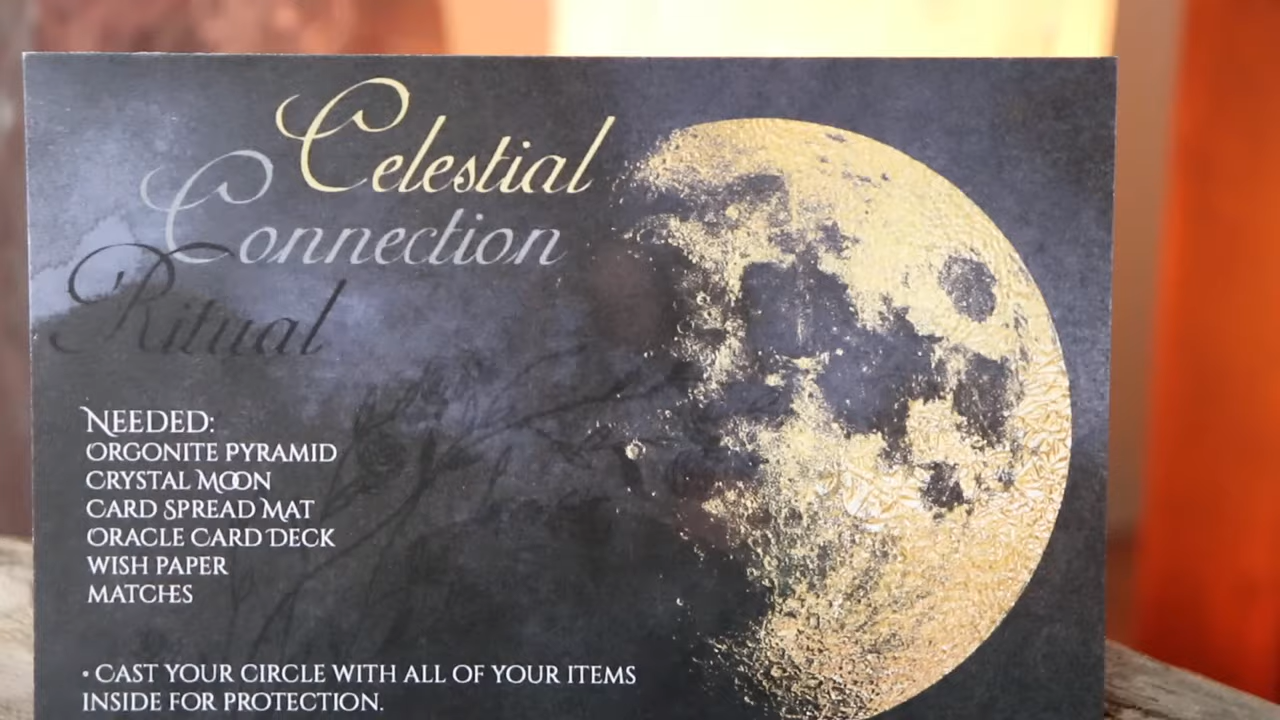 Celestial
Connection
Ritual
NEEDED:
ORGONITE PYRAMID
CRYSTAL MOON
CARD SPREAD MAT
ORACLE CARD DECK
WISH PAPER
MATCHES
• CAST YOUR CIRCLE WITH ALL OF YOUR ITEMS
INSIDE FOR PROTECTION.